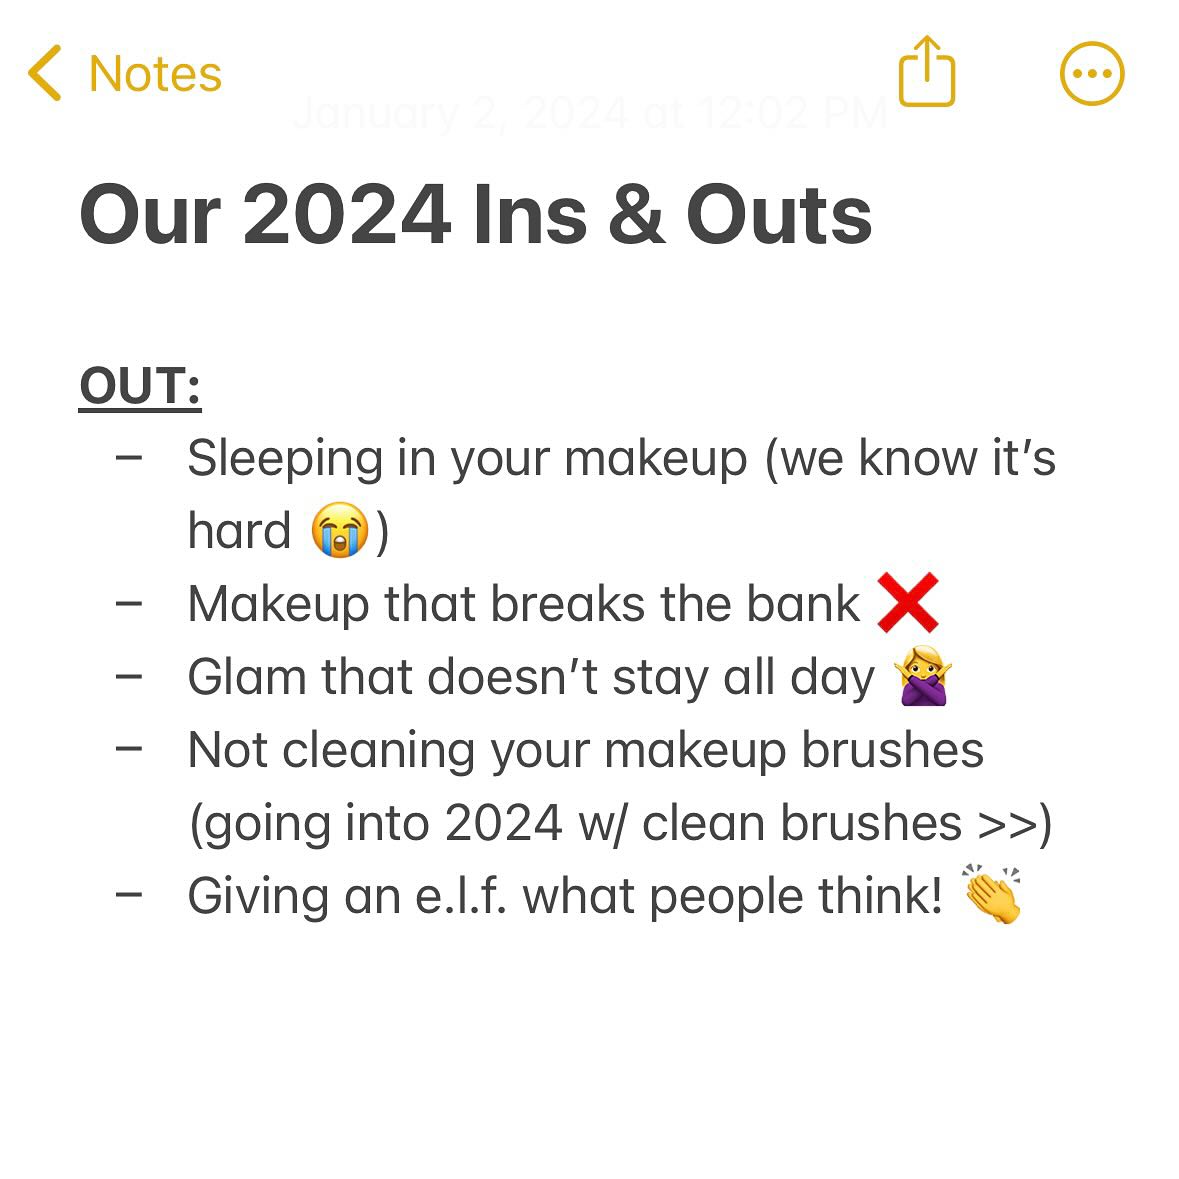 Notes
January 2, 2024 at 12:02 PM
Our 2024 Ins & Outs
OUT:
– Sleeping in your makeup (we know it’s
hard 😭)
– Makeup that breaks the bank ❌
– Glam that doesn’t stay all day 🙅‍♀️
– Not cleaning your makeup brushes
(going into 2024 w/ clean brushes >>)
– Giving an e.l.f. what people think! 👏